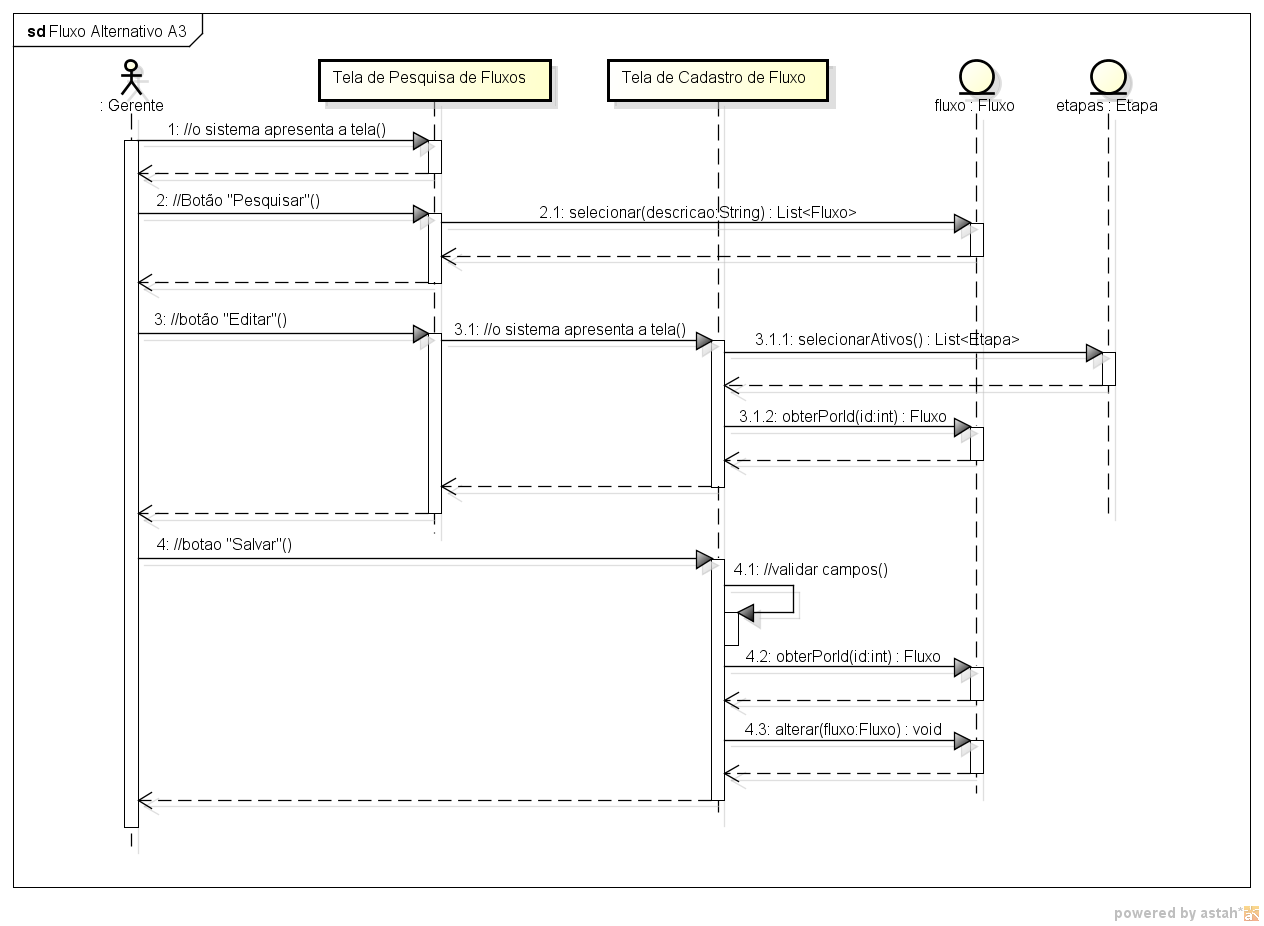 sd Fluxo Alternativo A3
Tela de Pesquisa de Fluxos
Tela de Cadastro de Fluxo
: Gerente
fluxo : Fluxo
etapas : Etapa
1: //o sistema apresenta a tela()
2: //Botão "Pesquisar"()
2.1: selecionar(descricao:String) : List<Fluxo>
3: //botão "Editar"()
3.1: //o sistema apresenta a tela()
3.1.1: selecionarAtivos() : List<Etapa>
3.1.2: obterPorId(id:int) : Fluxo
4: //botao "Salvar"()
4.1: //validar campos()
4.2: obterPorId(id:int) : Fluxo
4.3: alterar(fluxo:Fluxo) : void
powered by astah*